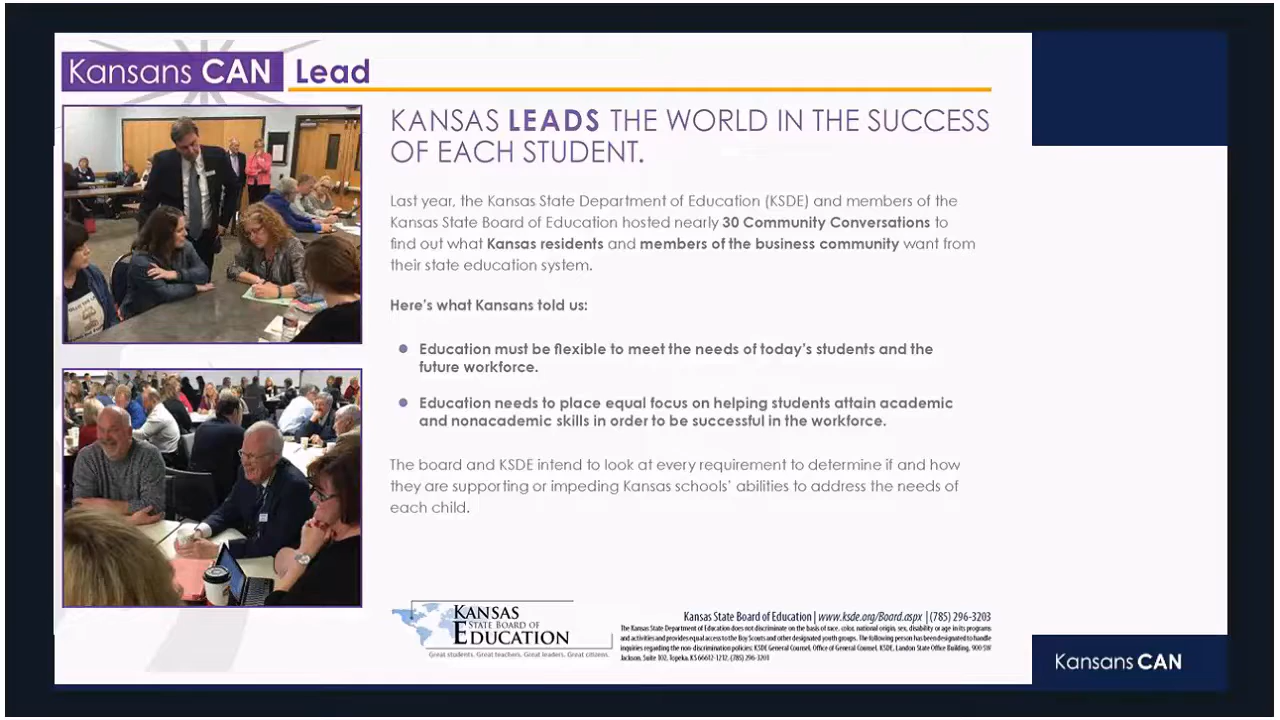 Kansans CAN Lead
KANSAS LEADS THE WORLD IN THE SUCCESS
OF EACH STUDENT.
Last year, the Kansas State Department of Education (KSDE) and members of the
Kansas State Board of Education hosted nearly 30 Community Conversations to
find out what Kansas residents and members of the business community want from
their state education system.
Here's what Kansans told us:
● Education must be flexible to meet the needs of today's students and the
future workforce.
● Education needs to place equal focus on helping students attain academic
and nonacademic skills in order to be successful in the workforce.
The board and KSDE intend to look at every requirement to determine if and how
they are supporting or impeding Kansas schools' abilities to address the needs of
each child.
KANSAS
STATE BOARD OF
EDUCATION
Great students. Great teachers. Great leaders. Great citizens.
Kansas State Board of Education | www.ksde.org/Board.aspx | (785) 296-3203
The Kansas State Department of Education does not discriminate on the basis of race, color, national origin, sex, disability or age in its programs
and activities and provides equal access to the Boy Scouts and other designated youth groups. The following person has been designated to handle
inquiries regarding the non-discrimination policies: KSDE General Counsel, Office of General Counsel, KSDE, Landon State Office Building, 900 SW
Jackson, Suite 102, Topeka, KS 66612-1212, (785) 296-3201
Kansans CAN